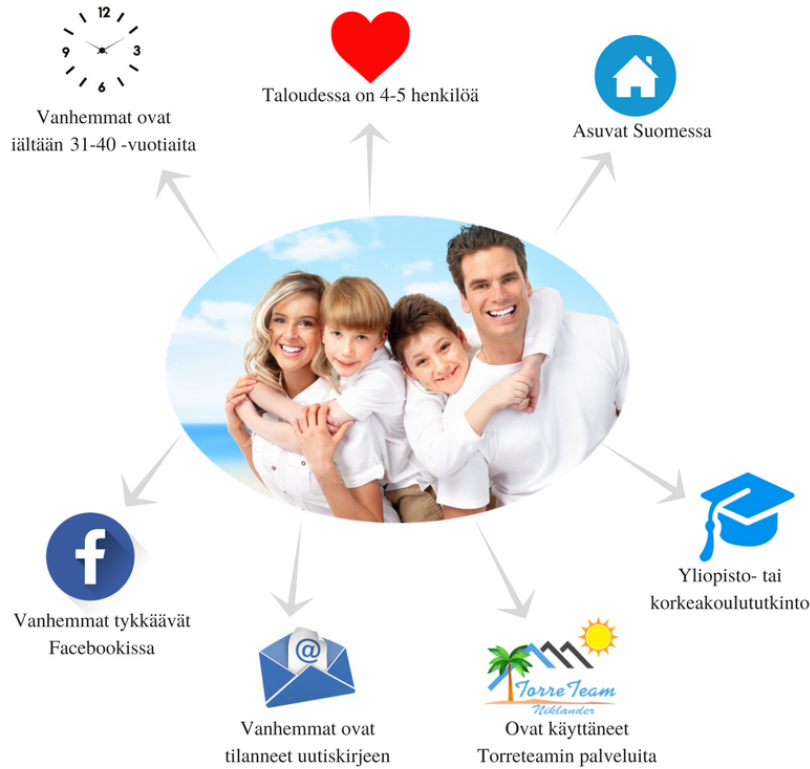 12
9
3
6
Vanhemmat ovat
iältään 31-40 -vuotiaita
Taloudessa on 4-5 henkilöä
Asuvat Suomessa
f
Vanhemmat tykkäävät
Facebookissa
@
Vanhemmat ovat
tilanneet uutiskirjeen
TorreTeam
Niklander
Ovat käyttäneet
Torreteamin palveluita
Yliopisto- tai
korkeakoulututkinto